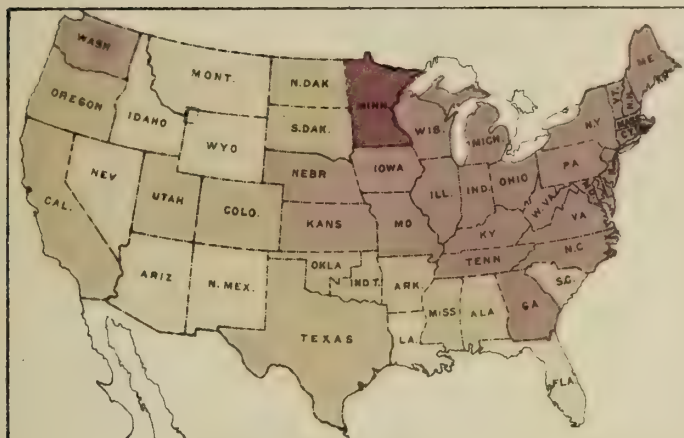 WASH
MONT.
N.DAK
MINN
ME.
OREGON
IDAHO
S.DAK.
WIS.
MICH.
VT.
N.H.
MASS
N.Y
WYO
NEBR
IOWA
PA
NEV
UTAH
COLO.
ILL.
IND.
OHIO
CAL.
KANS
MO
W.VA
VA
KY
TENN
N.C
ARIZ
N.MEX.
OKLA
IND T.
ARK.
S.C.
TEXAS
LA.
MISS
ALA
GA
FLA.